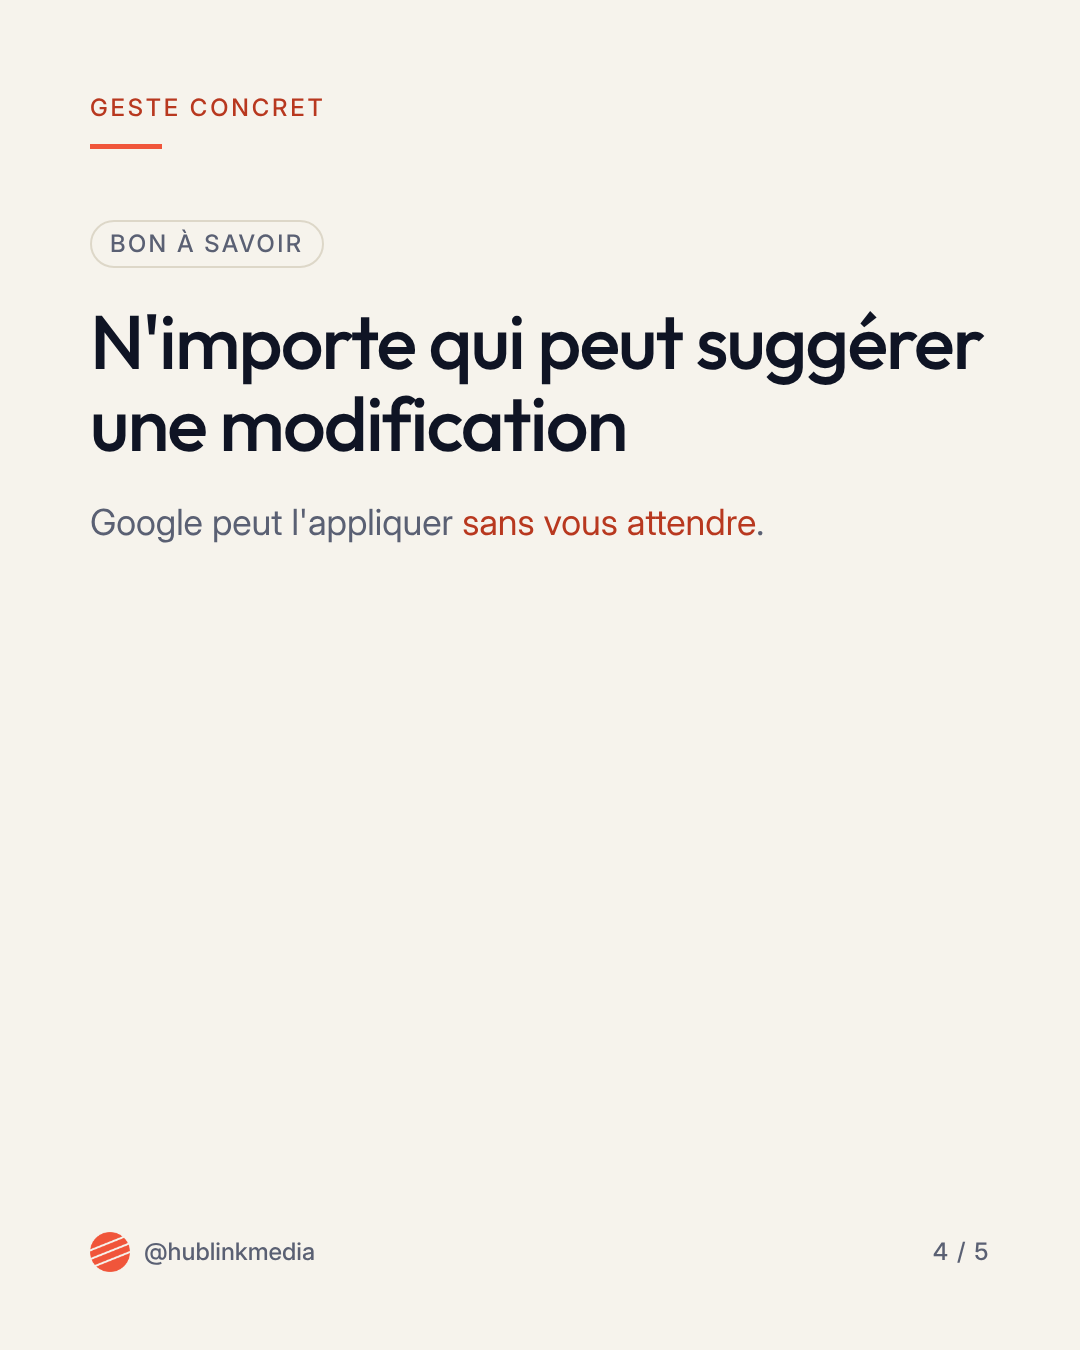 GESTE CONCRET
BON À SAVOIR
N'importe qui peut suggérer
une modification
Google peut l'appliquer sans vous attendre.
@hublinkmedia
4 / 5